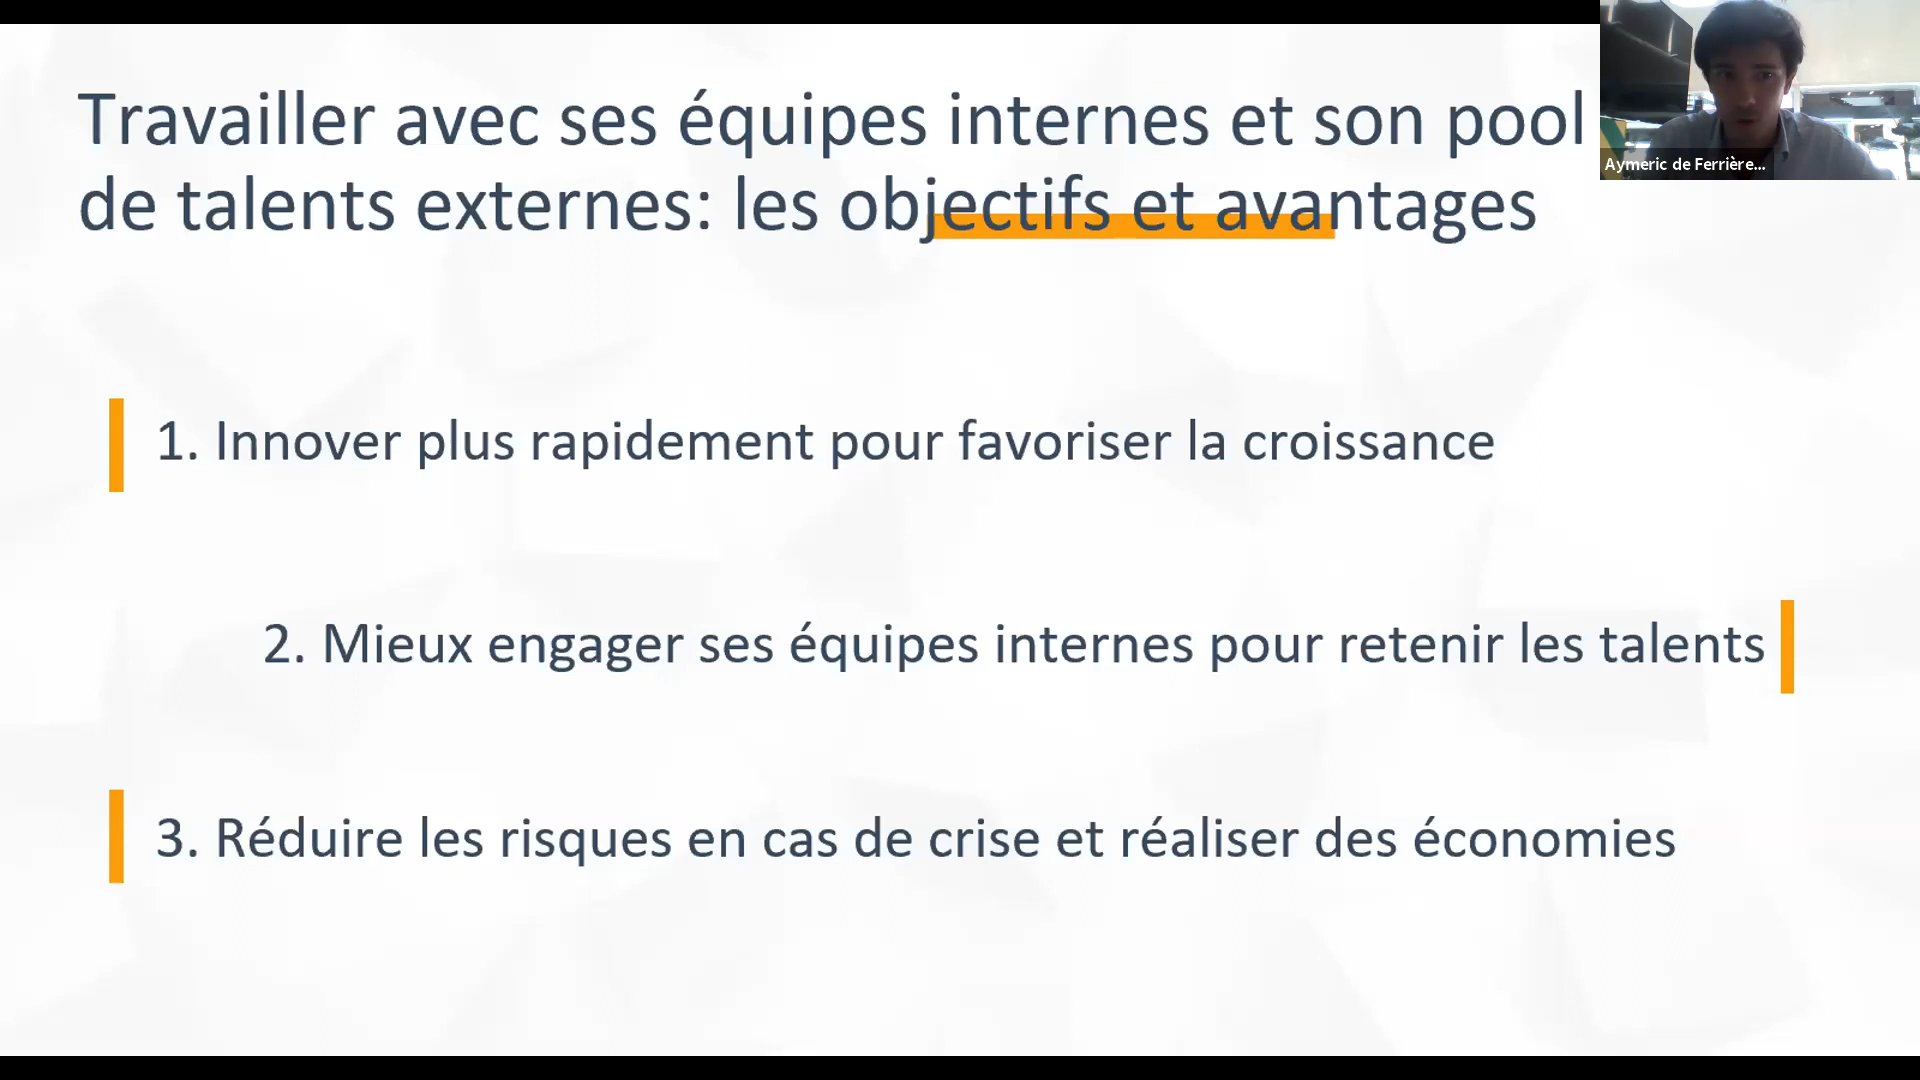 Travailler avec ses équipes internes et son pool
de talents externes: les objectifs et avantages
Aymeric de Ferrière...
1. Innover plus rapidement pour favoriser la croissance
2. Mieux engager ses équipes internes pour retenir les talents
3. Réduire les risques en cas de crise et réaliser des économies